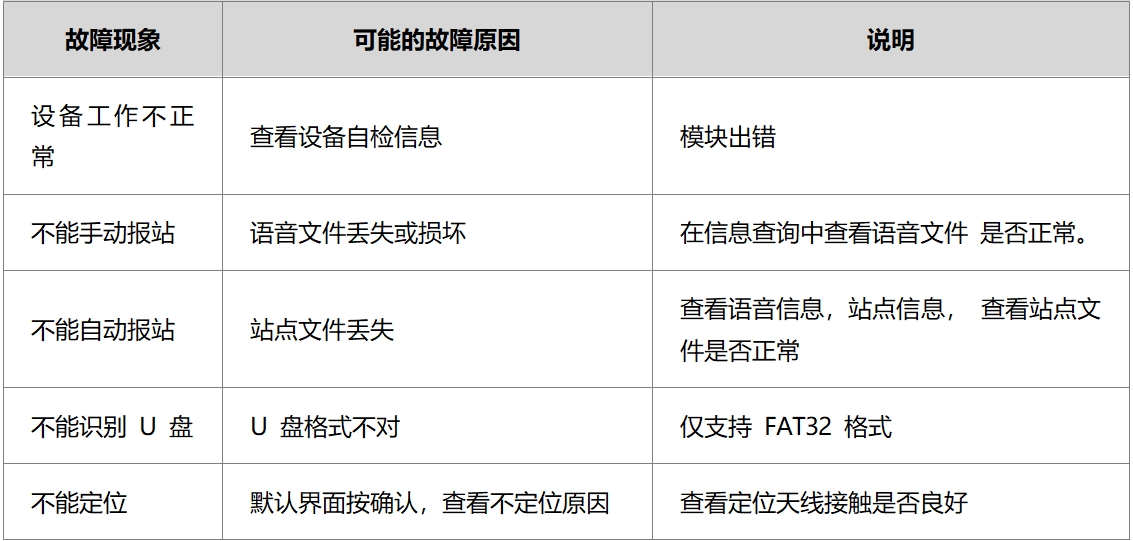 故障现象
可能的故障原因
说明
设备工作不正
常
查看设备自检信息
模块出错
不能手动报站
语音文件丢失或损坏
在信息查询中查看语音文件 是否正常。
不能自动报站
站点文件丢失
查看语音信息，站点信息， 查看站点文
件是否正常
不能识别 U 盘
U 盘格式不对
仅支持 FAT32 格式
不能定位
默认界面按确认，查看不定位原因
查看定位天线接触是否良好